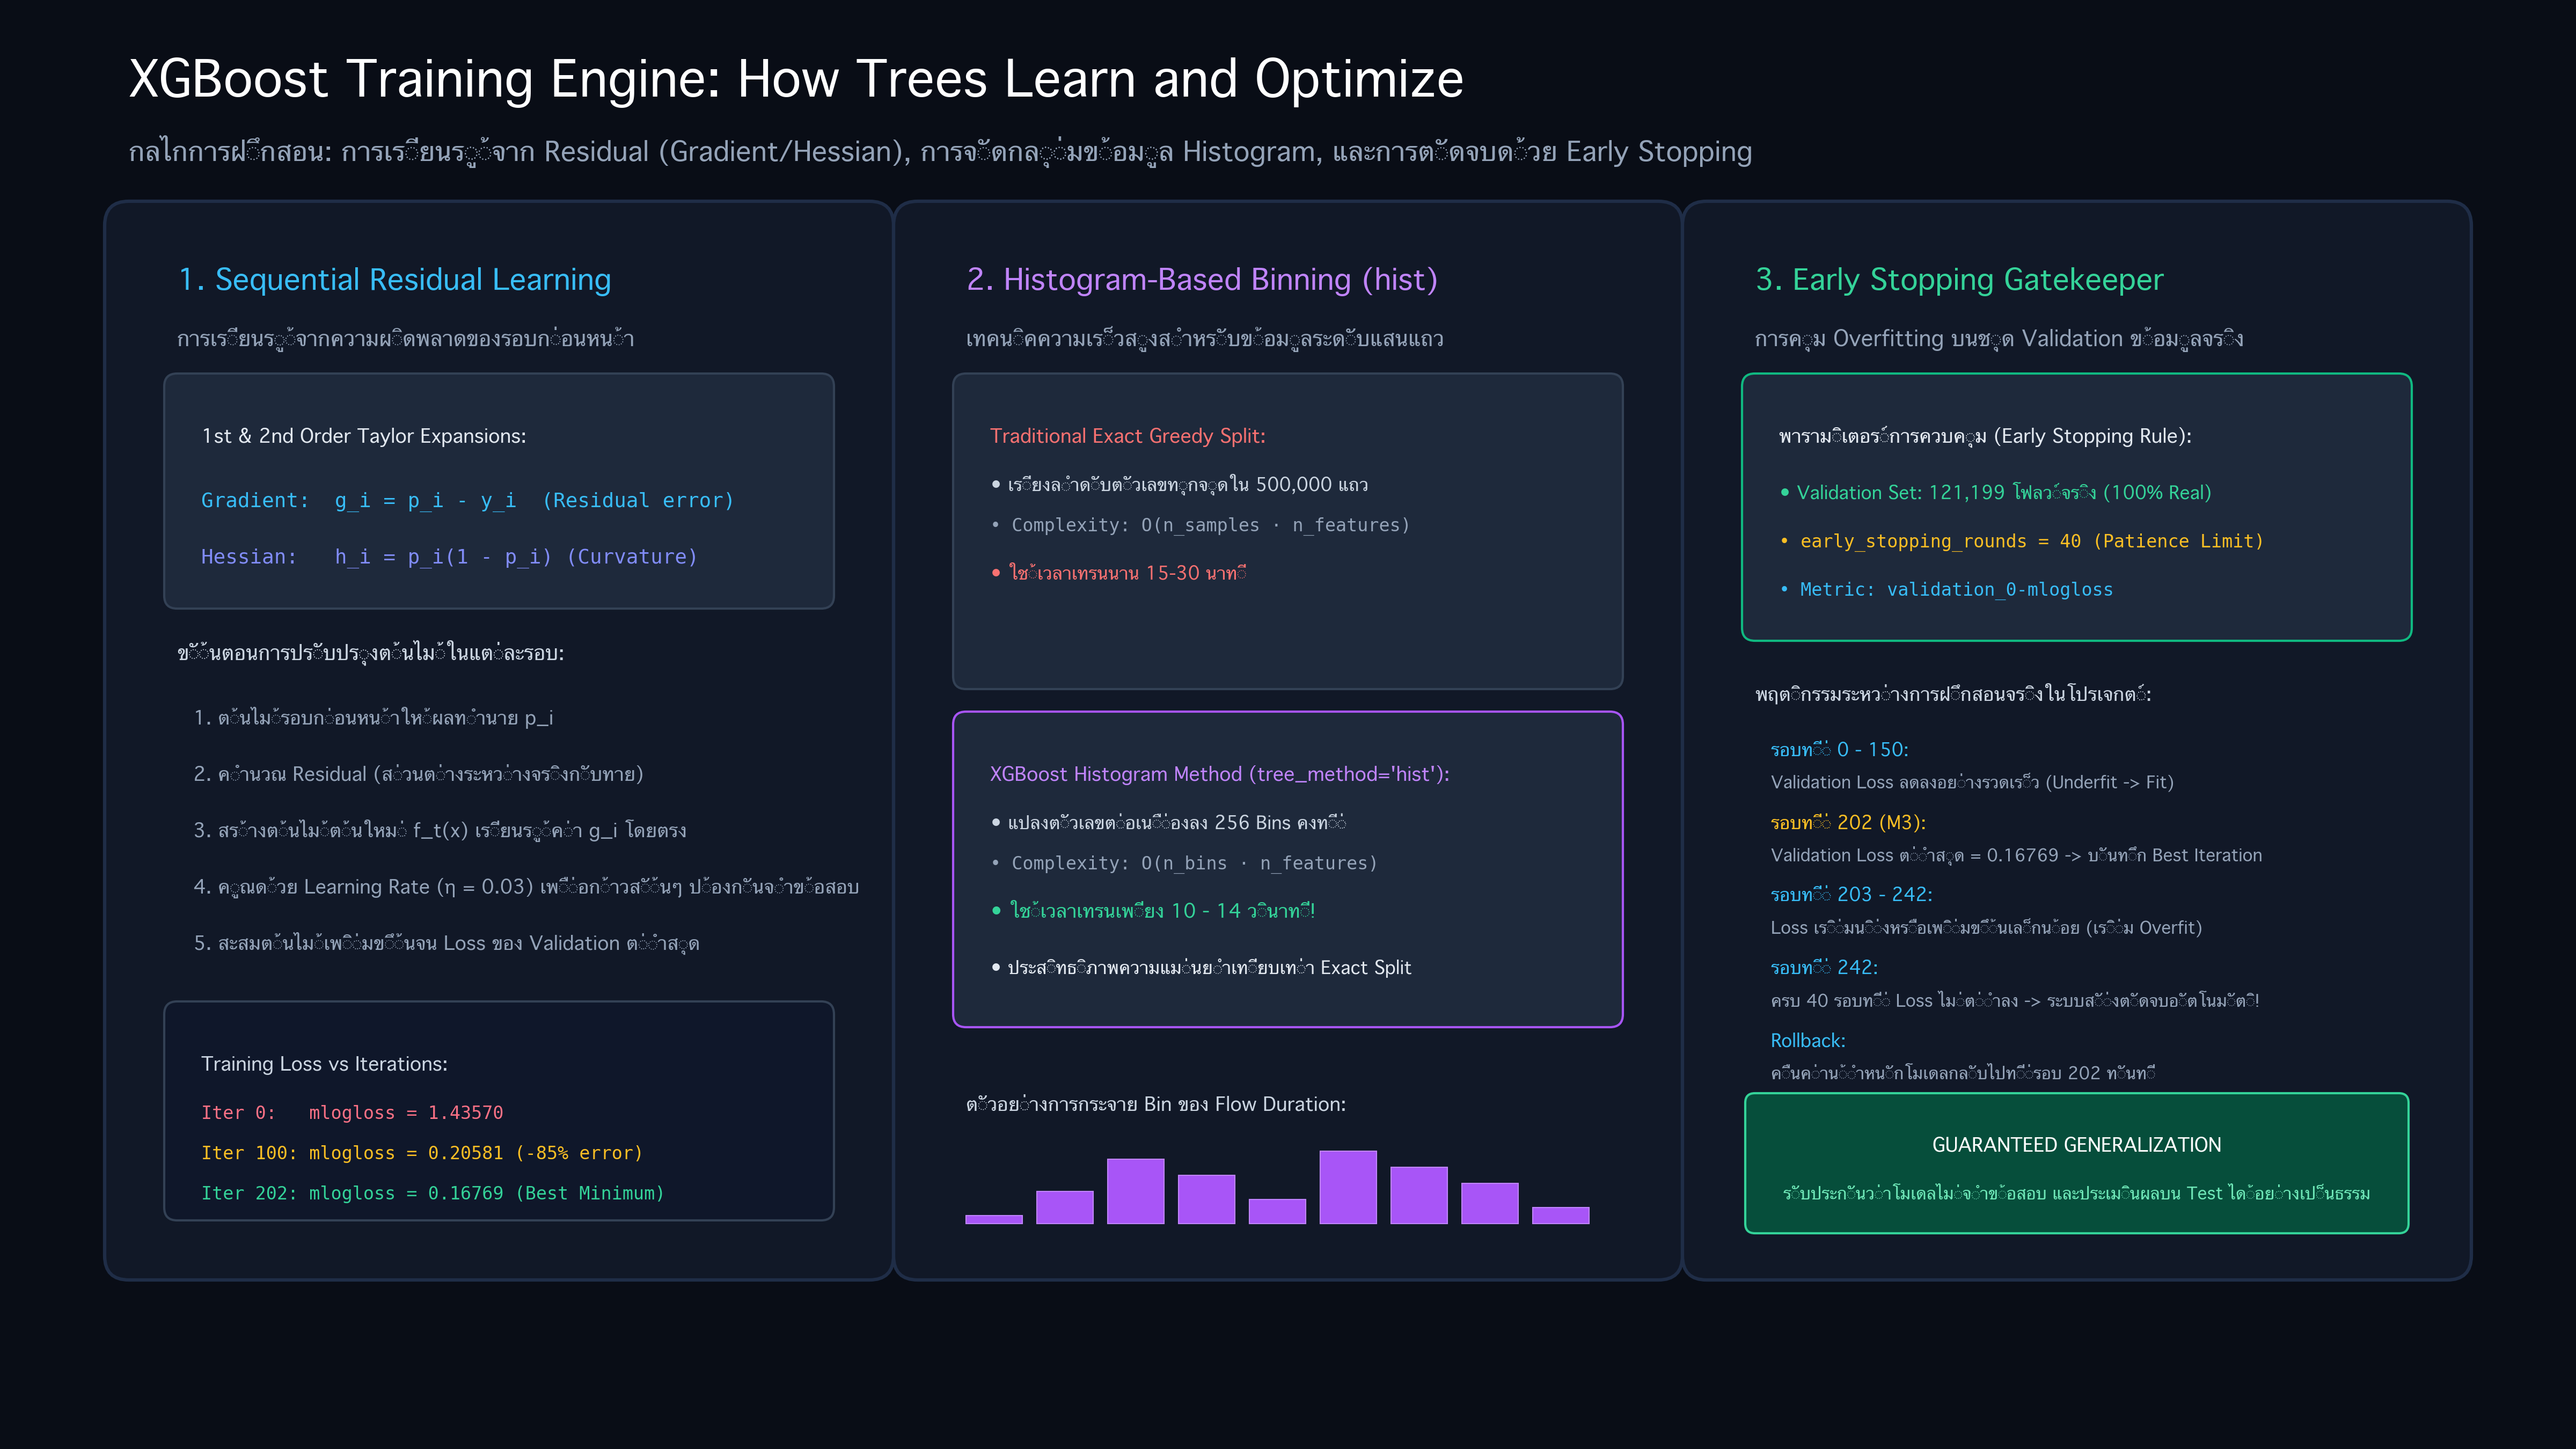 XGBoost Training Engine: How Trees Learn and Optimize
กลไกการฝึกสอน: การเรียนรู้จาก Residual (Gradient/Hessian), การจัดกลุ่มข้อมูล Histogram, และการตัดจบด้วย Early Stopping
1. Sequential Residual Learning
การเรียนรู้จากความผิดพลาดของรอบก่อนหน้า
1st & 2nd Order Taylor Expansions:
Gradient: g_i = p_i - y_i (Residual error)
Hessian: h_i = p_i(1 - p_i) (Curvature)
ขั้นตอนการปรับปรุงต้นไม้ในแต่ละรอบ:
1. ต้นไม้รอบก่อนหน้าให้ผลทำนาย p_i
2. คำนวณ Residual (ส่วนต่างระหว่างจริงกับทาย)
3. สร้างต้นไม้ต้นใหม่ f_t(x) เรียนรู้ค่า g_i โดยตรง
4. คูณด้วย Learning Rate (η = 0.03) เพื่อก้าวสั้นๆ ป้องกันจำข้อสอบ
5. สะสมต้นไม้เพิ่มขึ้นจน Loss ของ Validation ต่ำสุด
Training Loss vs Iterations:
Iter 0: mlogloss = 1.43570
Iter 100: mlogloss = 0.20581 (-85% error)
Iter 202: mlogloss = 0.16769 (Best Minimum)
2. Histogram-Based Binning (hist)
เทคนิคความเร็วสูงสำหรับข้อมูลระดับแสนแถว
Traditional Exact Greedy Split:
• เรียงลำดับตัวเลขทุกจุดใน 500,000 แถว
• Complexity: O(n_samples · n_features)
• ใช้เวลาเทรนนาน 15-30 นาที
XGBoost Histogram Method (tree_method='hist'):
• แปลงตัวเลขต่อเนื่องลง 256 Bins คงที่
• Complexity: O(n_bins · n_features)
• ใช้เวลาเทรนเพียง 10 - 14 วินาที!
• ประสิทธิภาพความแม่นยำเทียบเท่า Exact Split
ตัวอย่างการกระจาย Bin ของ Flow Duration:
3. Early Stopping Gatekeeper
การคุม Overfitting บนชุด Validation ข้อมูลจริง
พารามิเตอร์การควบคุม (Early Stopping Rule):
• Validation Set: 121,199 โฟลว์จริง (100% Real)
• early_stopping_rounds = 40 (Patience Limit)
• Metric: validation_0-mlogloss
พฤติกรรมระหว่างการฝึกสอนจริงในโปรเจกต์:
รอบที่ 0 - 150:
Validation Loss ลดลงอย่างรวดเร็ว (Underfit -> Fit)
รอบที่ 202 (M3):
Validation Loss ต่ำสุด = 0.16769 -> บันทึก Best Iteration
รอบที่ 203 - 242:
Loss เริ่มนิ่งหรือเพิ่มขึ้นเล็กน้อย (เริ่ม Overfit)
รอบที่ 242:
ครบ 40 รอบที่ Loss ไม่ต่ำลง -> ระบบสั่งตัดจบอัตโนมัติ!
Rollback:
คืนค่าน้ำหนักโมเดลกลับไปที่รอบ 202 ทันที
GUARANTEED GENERALIZATION
รับประกันว่าโมเดลไม่จำข้อสอบ และประเมินผลบน Test ได้อย่างเป็นธรรม